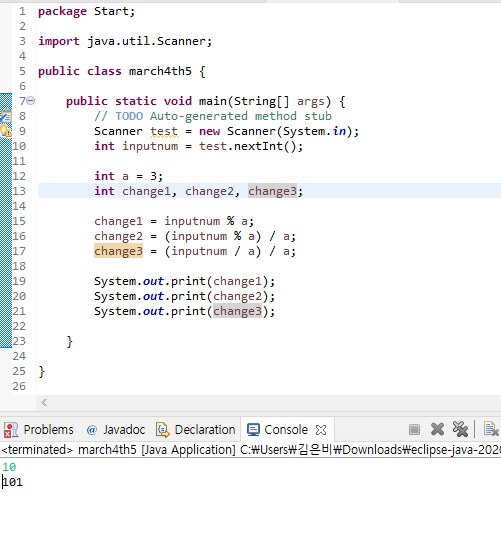 1 package Start;
2
3 import java.util.Scanner;
4
5 public class march4th5 {
6
7 public static void main(String[] args) {
8 // TODO Auto-generated method stub
9 Scanner test = new Scanner(System.in);
10 int inputnum = test.nextInt();
11
12 int a = 3;
13 int change1, change2, change3;
14
15 change1 = inputnum % a;
16 change2 = (inputnum % a) / a;
17 change3 = (inputnum / a) / a;
18
19 System.out.print(change1);
20 System.out.print(change2);
21 System.out.print(change3);
22
23 }
24
25 }
26
Problems @ Javadoc Declaration Console
<terminated> march4th5 [Java Application] C:₩Users₩김은비₩Downloads₩eclipse-java-202
10
101